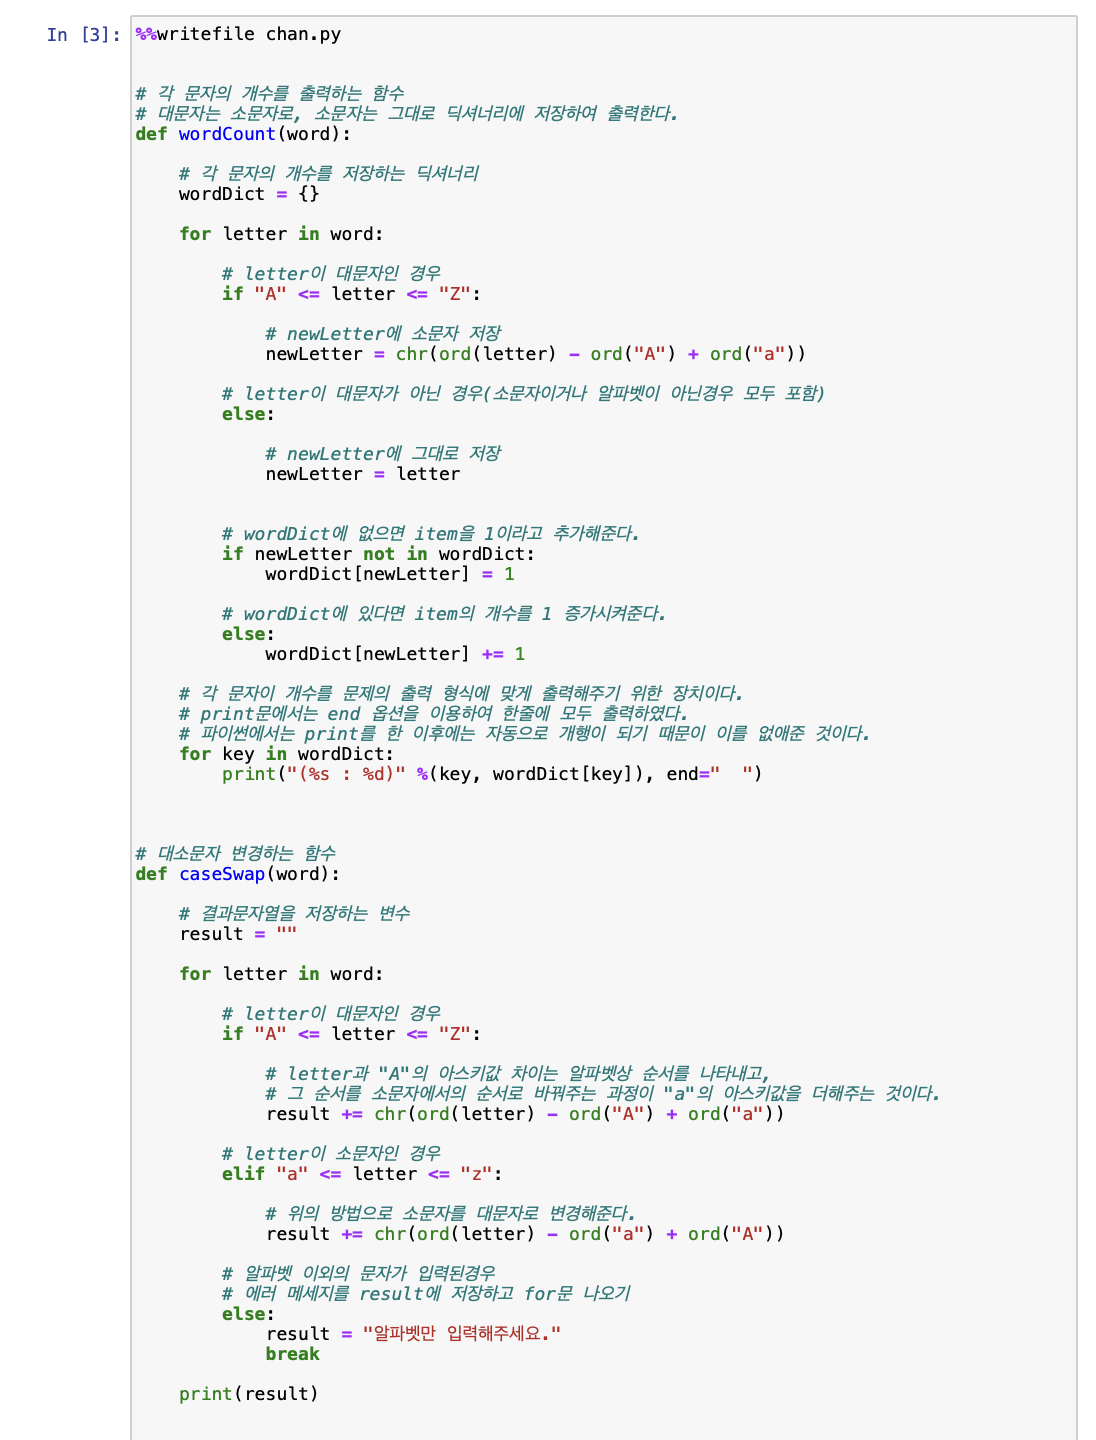 In [3]: %%writefile chan.py
# 각 문자의 개수를 출력하는 함수
# 대문자는 소문자로, 소문자는 그대로 딕셔너리에 저장하여 출력한다.
def wordCount(word):
# 각 문자의 개수를 저장하는 딕셔너리
wordDict = {}
for letter in word:
# letter이 대문자인 경우
if "A" <= letter <= "Z":
# newLetter에 소문자 저장
newLetter = chr(ord(letter) - ord("A") + ord("a"))
# letter이 대문자가 아닌 경우(소문자이거나 알파벳이 아닌경우 모두 포함)
else:
# newLetter에 그대로 저장
newLetter = letter
# wordDict에 없으면 item을 1이라고 추가해준다.
if newLetter not in wordDict:
wordDict[newLetter] = 1
# wordDict에 있다면 item의 개수를 1 증가시켜준다.
else:
wordDict[newLetter] += 1
# 각 문자이 개수를 문제의 출력 형식에 맞게 출력해주기 위한 장치이다.
# print문에서는 end 옵션을 이용하여 한줄에 모두 출력하였다.
# 파이썬에서는 print를 한 이후에는 자동으로 개행이 되기 때문이 이를 없애준 것이다.
for key in wordDict:
print("(%s : %d)" %(key, wordDict[key]), end="  ")
# 대소문자 변경하는 함수
def caseSwap(word):
# 결과문자열을 저장하는 변수
result = ""
for letter in word:
# letter이 대문자인 경우
if "A" <= letter <= "Z":
# letter과 "A"의 아스키값 차이는 알파벳상 순서를 나타내고,
# 그 순서를 소문자에서의 순서로 바꿔주는 과정이 "a"의 아스키값을 더해주는 것이다.
result += chr(ord(letter) - ord("A") + ord("a"))
# letter이 소문자인 경우
elif "a" <= letter <= "z":
# 위의 방법으로 소문자를 대문자로 변경해준다.
result += chr(ord(letter) - ord("a") + ord("A"))
# 알파벳 이외의 문자가 입력된경우
# 에러 메세지를 result에 저장하고 for문 나오기
else:
result = "알파벳만 입력해주세요."
break
print(result)